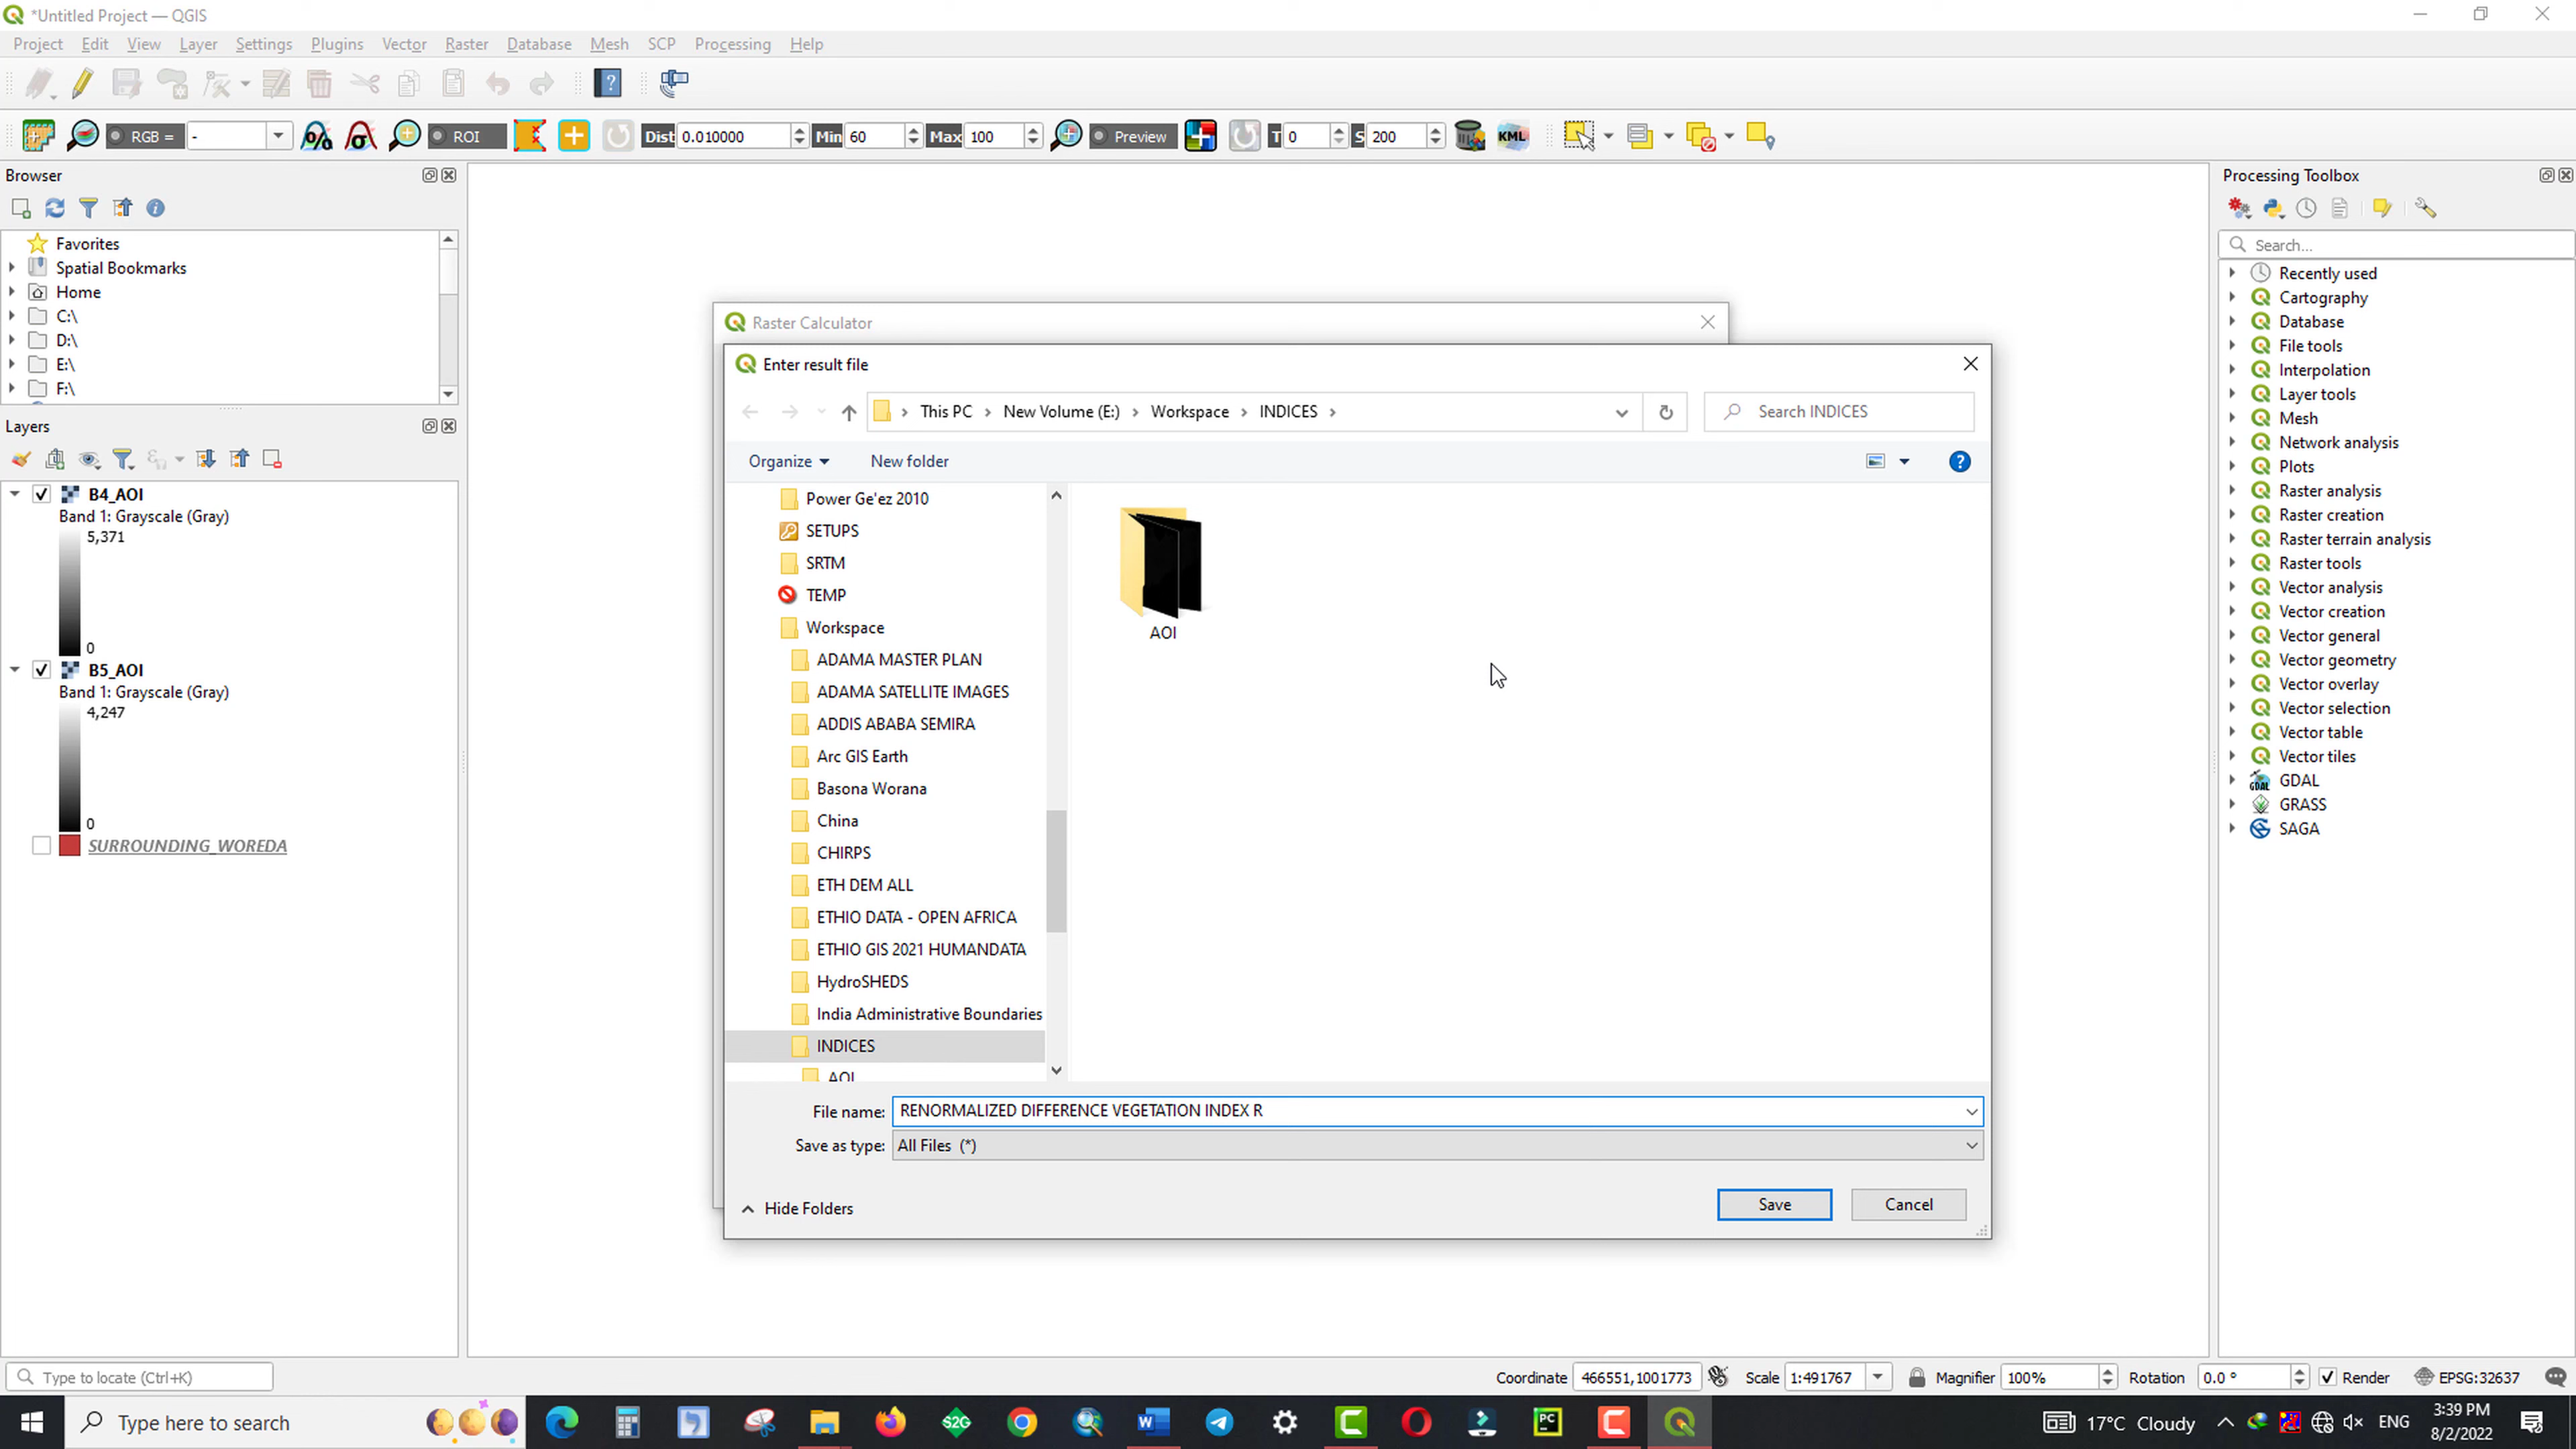 *Untitled Project — QGIS
Project Edit View Layer Settings Plugins Vector Raster Database Mesh SCP Processing Help
RGB = - ROI Dist 0.010000 Min 60 Max 100 Preview T 0 S 200 KML
Browser
Favorites
Spatial Bookmarks
Home
C:\
D:\
E:\
F:\
Layers
B4_AOI
Band 1: Grayscale (Gray)
5,371
0
B5_AOI
Band 1: Grayscale (Gray)
4,247
0
SURROUNDING_WOREDA
Raster Calculator
Enter result file
This PC › New Volume (E:) › Workspace › INDICES ›
Search INDICES
Organize New folder
Power Ge'ez 2010
SETUPS
SRTM
TEMP
Workspace
ADAMA MASTER PLAN
ADAMA SATELLITE IMAGES
ADDIS ABABA SEMIRA
Arc GIS Earth
Basona Worana
China
CHIRPS
ETH DEM ALL
ETHIO DATA - OPEN AFRICA
ETHIO GIS 2021 HUMANDATA
HydroSHEDS
India Administrative Boundaries
INDICES
AOI
AOI
File name: RENORMALIZED DIFFERENCE VEGETATION INDEX R
Save as type: All Files (*)
Hide Folders
Save Cancel
Processing Toolbox
Search...
Recently used
Cartography
Database
File tools
Interpolation
Layer tools
Mesh
Network analysis
Plots
Raster analysis
Raster creation
Raster terrain analysis
Raster tools
Vector analysis
Vector creation
Vector general
Vector geometry
Vector overlay
Vector selection
Vector table
Vector tiles
GDAL
GRASS
SAGA
Type to locate (Ctrl+K)
Coordinate 466551,1001773 Scale 1:491767 Magnifier 100% Rotation 0.0 ° Render EPSG:32637
Type here to search
S2G
PC
17°C Cloudy
ENG
3:39 PM
8/2/2022